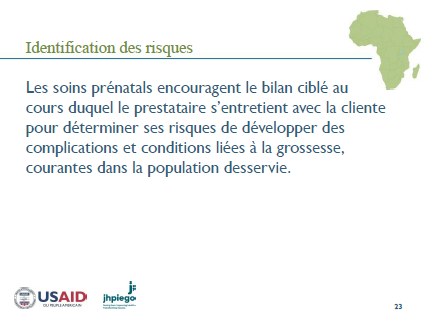 Identification des risques
Les soins prénatals encouragent le bilan ciblé au
cours duquel le prestataire s'entretient avec la cliente
pour déterminer ses risques de développer des
complications et conditions liées à la grossesse,
courantes dans la population desservie.
USAID
DU PEUPLE AMERICAIN
jhpiego
23